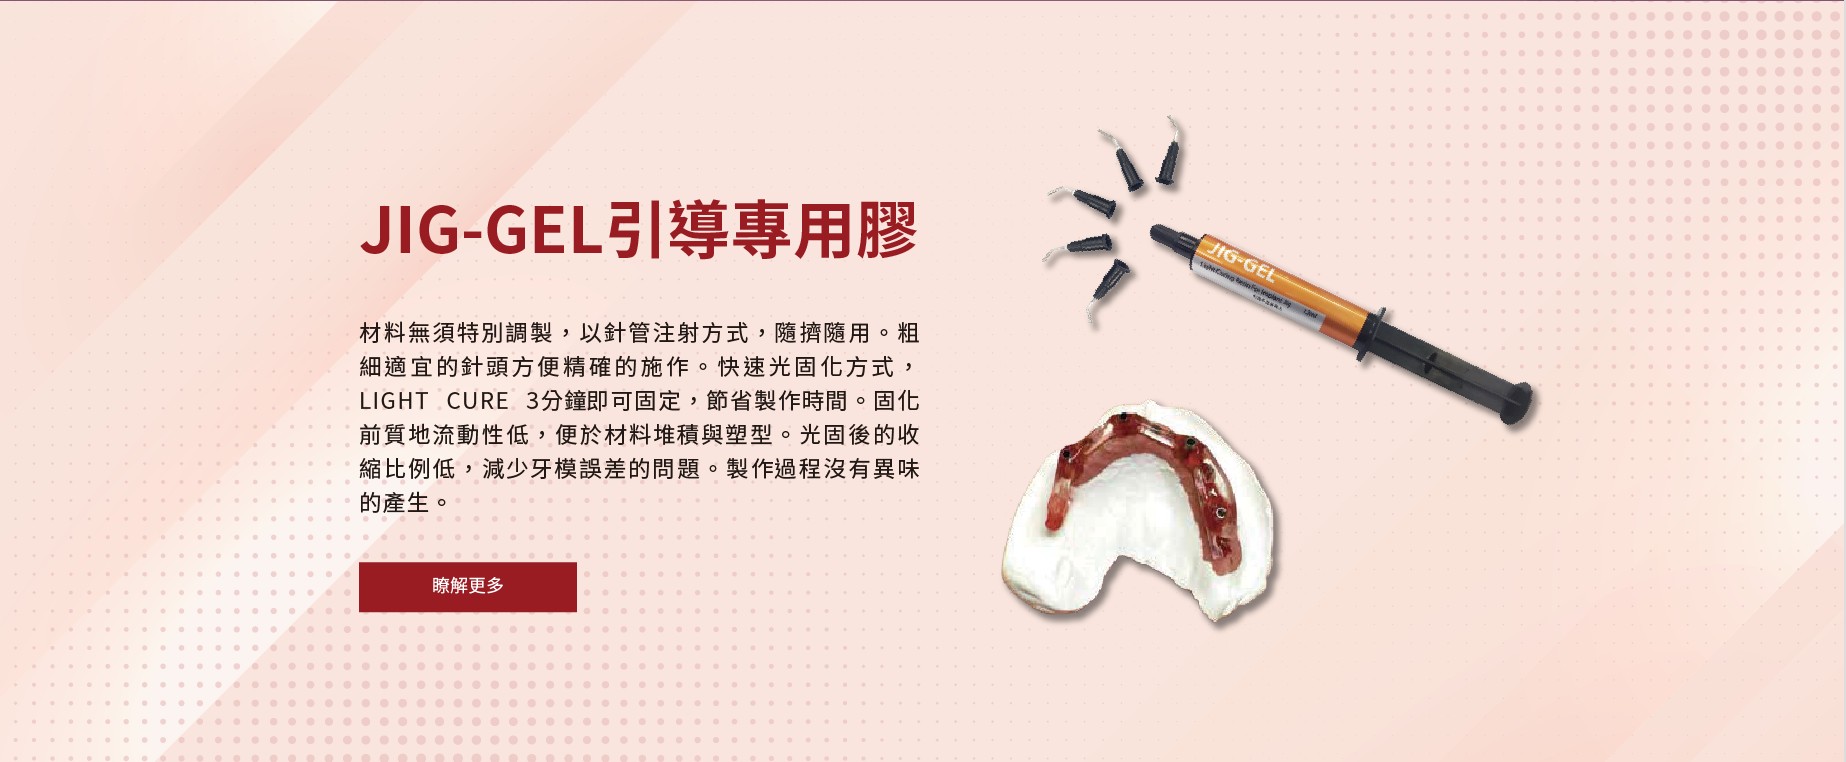 JIG-GEL引導專用膠
材料無須特別調製，以針管注射方式，隨擠隨用。粗
細適宜的針頭方便精確的施作。快速光固化方式，
LIGHT CURE 3分鐘即可固定，節省製作時間。固化
前質地流動性低，便於材料堆積與塑型。光固後的收
縮比例低，減少牙模誤差的問題。製作過程沒有異味
的產生。
瞭解更多
JIG-GEL
Light Curing Resin For Implant Jig